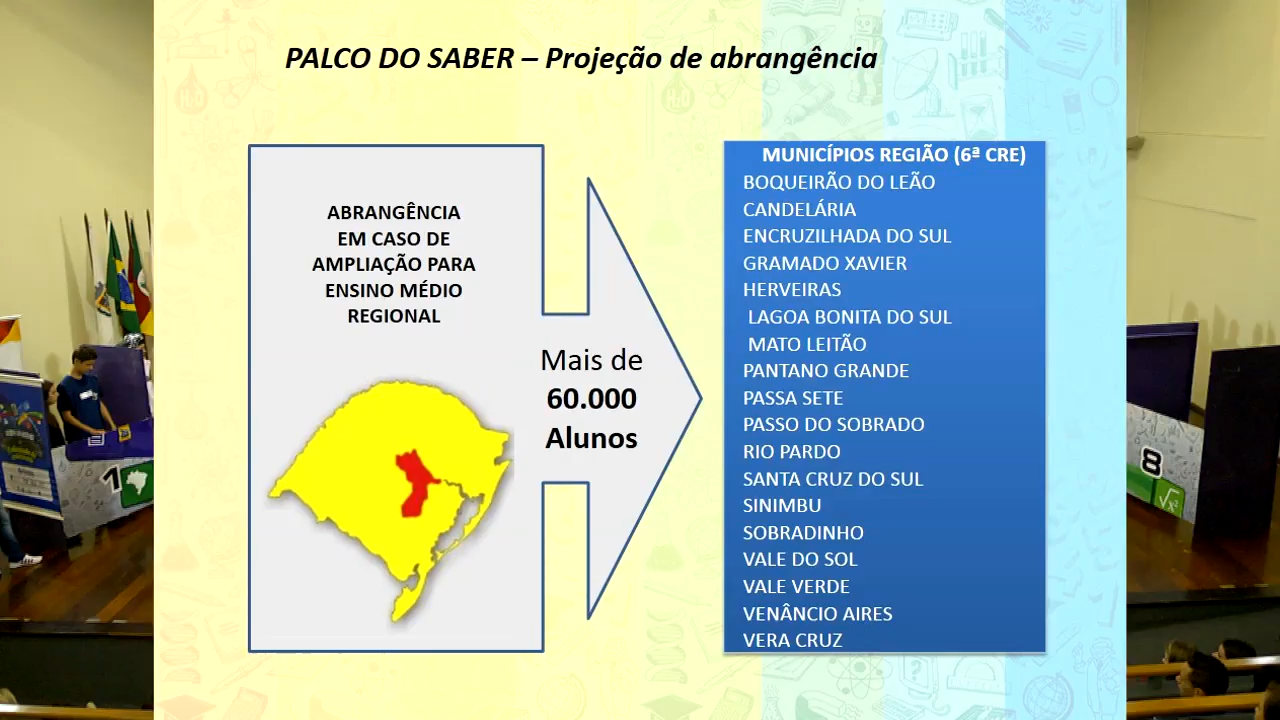 PALCO DO SABER – Projeção de abrangência
ABRANGÊNCIA
EM CASO DE
AMPLIAÇÃO PARA
ENSINO MÉDIO
REGIONAL
Mais de
60.000
Alunos
MUNICÍPIOS REGIÃO (6ª CRE)
BOQUEIRÃO DO LEÃO
CANDELÁRIA
ENCRUZILHADA DO SUL
GRAMADO XAVIER
HERVEIRAS
LAGOA BONITA DO SUL
MATO LEITÃO
PANTANO GRANDE
PASSA SETE
PASSO DO SOBRADO
RIO PARDO
SANTA CRUZ DO SUL
SINIMBU
SOBRADINHO
VALE DO SOL
VALE VERDE
VENÂNCIO AIRES
VERA CRUZ
1
8
√x²